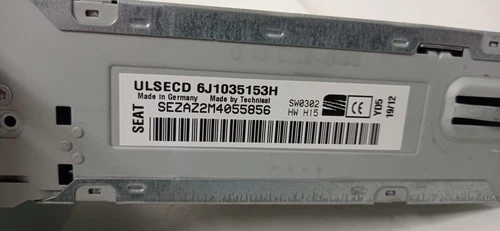 ULSECD 6J1035153H
Made in Germany Made by Technisat
SEAT
SEZAZ2M4055856
SW0302
HW H15
CE
Y05
19/12